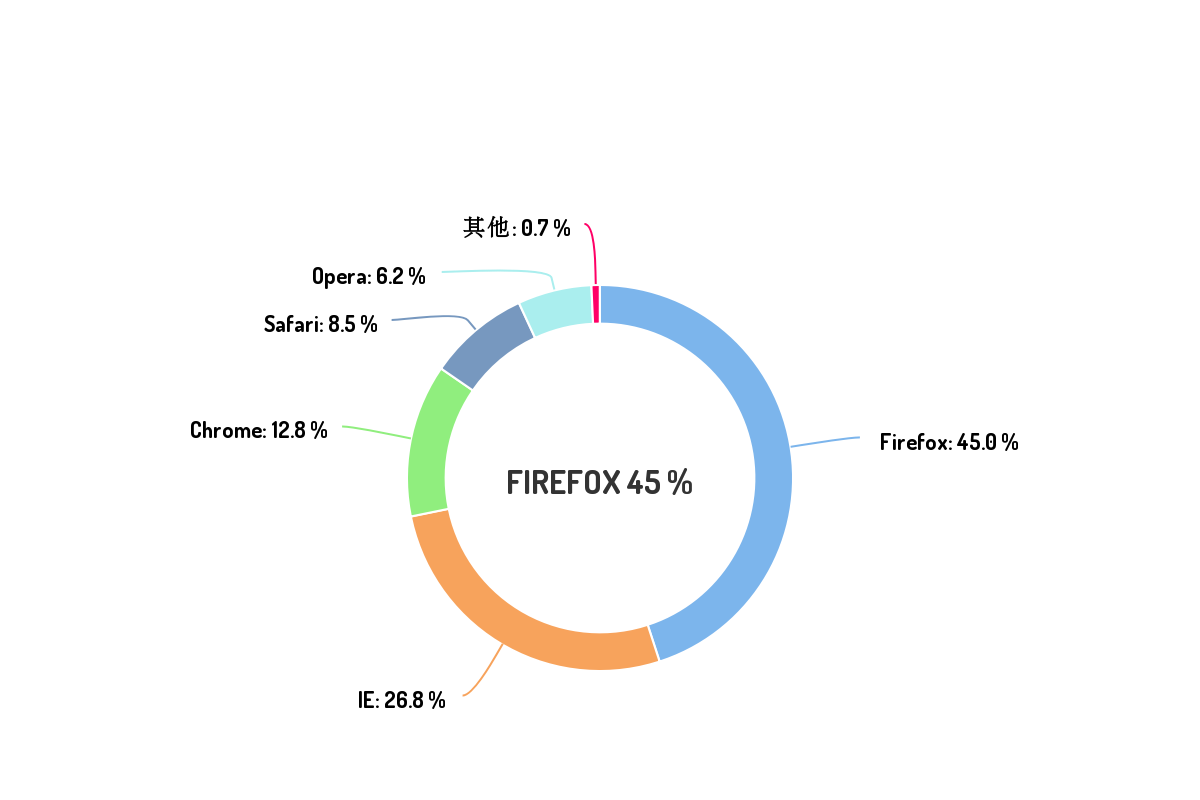 其他: 0.7 %
Opera: 6.2 %
Safari: 8.5 %
Chrome: 12.8 %
Firefox: 45.0 %
FIREFOX 45 %
IE: 26.8 %